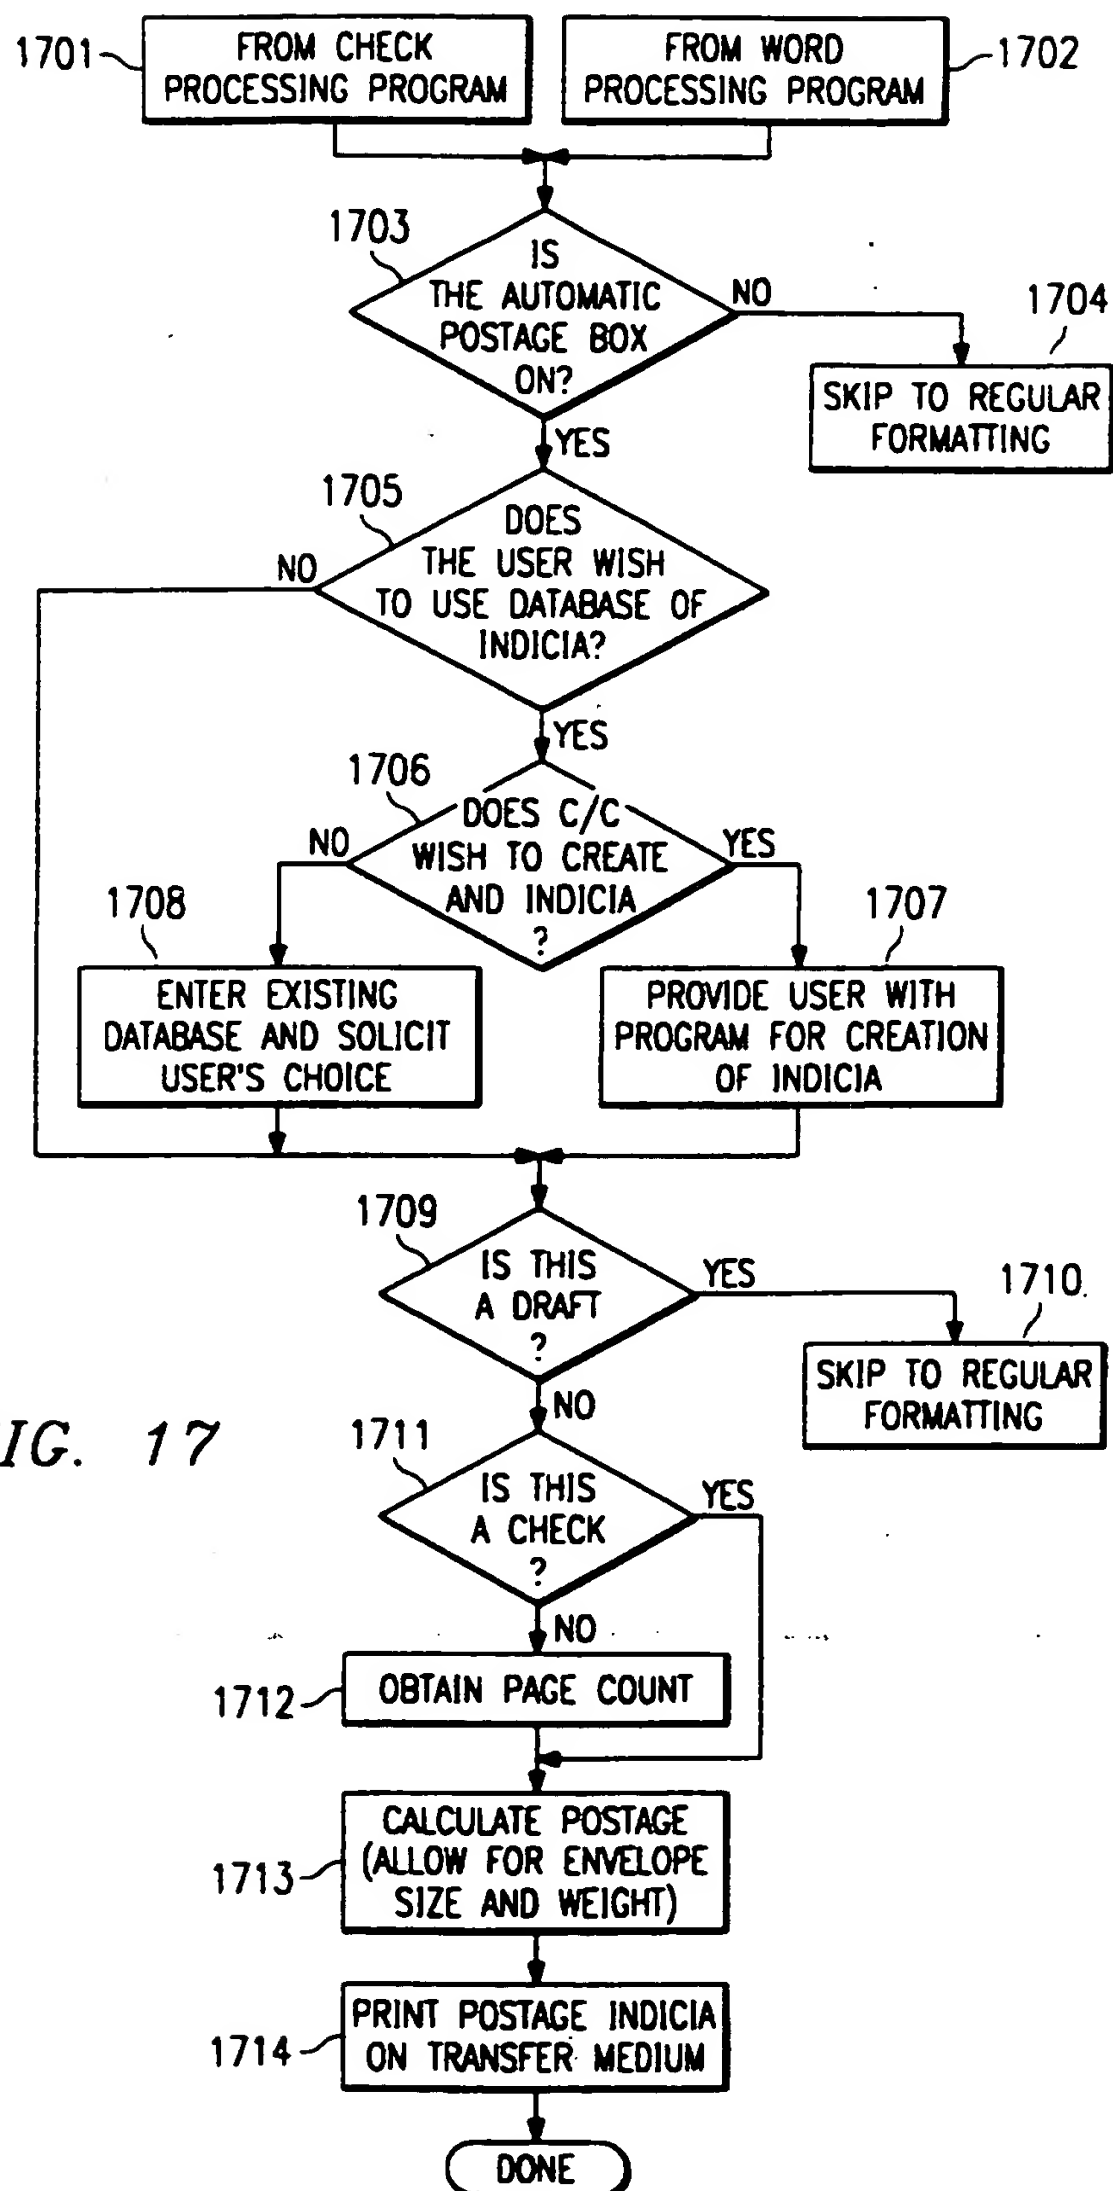 1701
FROM CHECK
PROCESSING PROGRAM
FROM WORD
PROCESSING PROGRAM
1702
1703
IS
THE AUTOMATIC
POSTAGE BOX
ON?
NO
1704
SKIP TO REGULAR
FORMATTING
YES
1705
DOES
THE USER WISH
TO USE DATABASE OF
INDICIA?
NO
YES
1706
DOES C/C
WISH TO CREATE
AND INDICIA
?
NO
YES
1708
ENTER EXISTING
DATABASE AND SOLICIT
USER'S CHOICE
1707
PROVIDE USER WITH
PROGRAM FOR CREATION
OF INDICIA
1709
IS THIS
A DRAFT
?
YES
1710
SKIP TO REGULAR
FORMATTING
NO
IG. 17
1711
IS THIS
A CHECK
?
YES
NO
1712
OBTAIN PAGE COUNT
1713
CALCULATE POSTAGE
(ALLOW FOR ENVELOPE
SIZE AND WEIGHT)
1714
PRINT POSTAGE INDICIA
ON TRANSFER MEDIUM
DONE